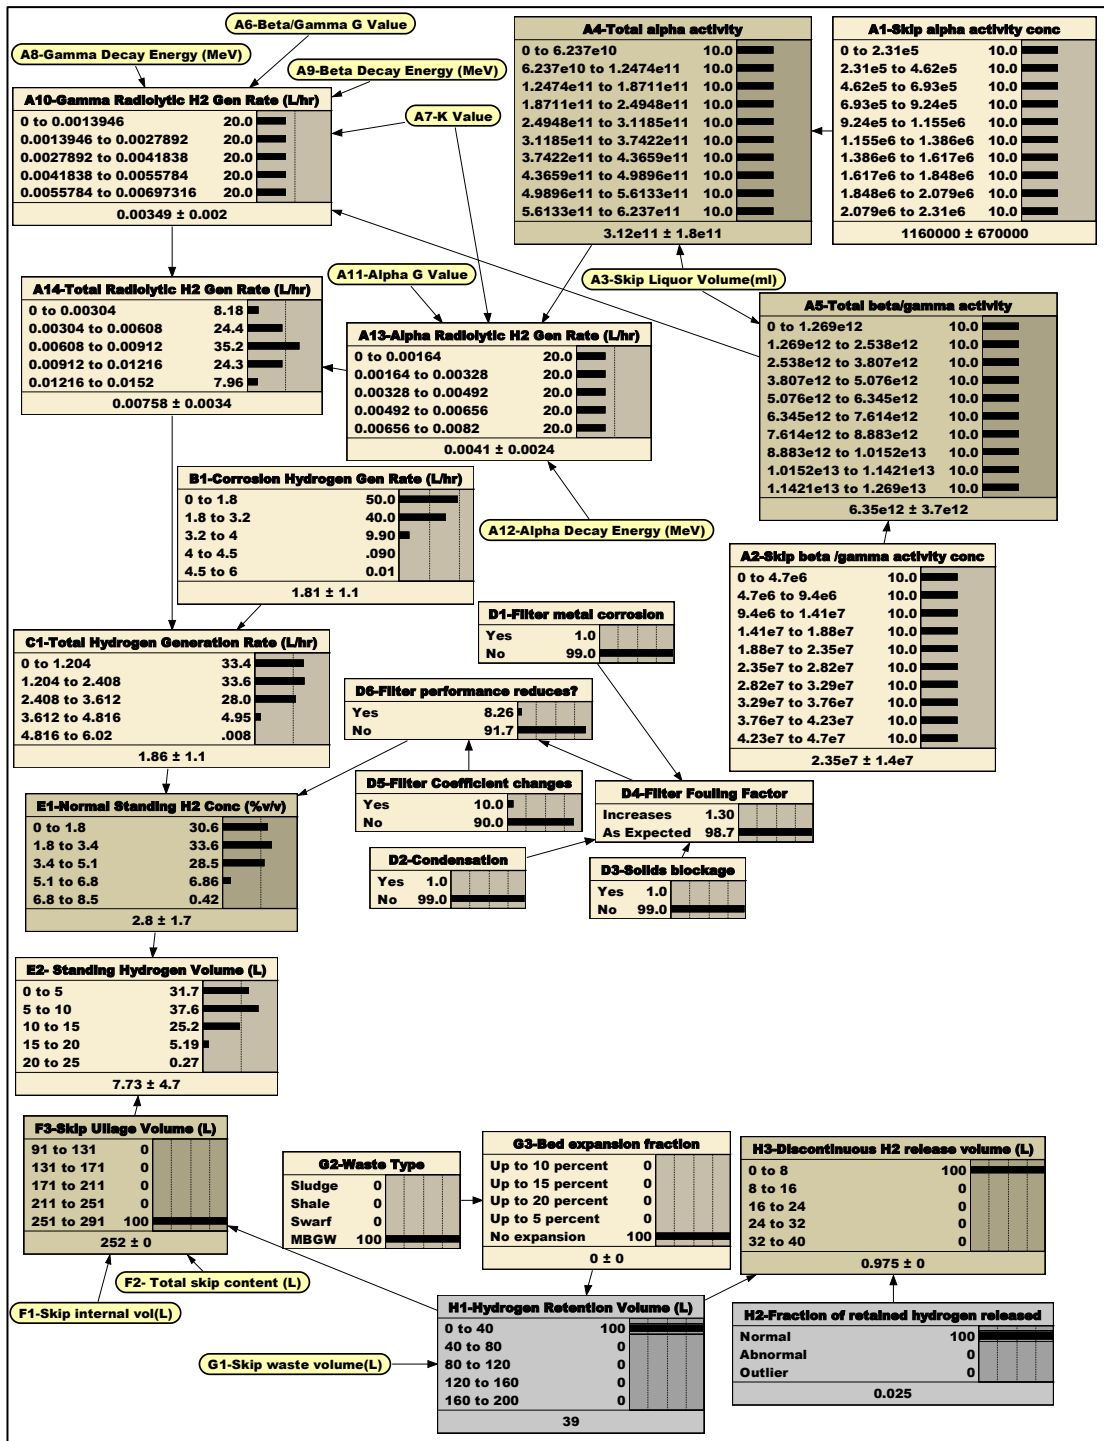 A6-Beta/Gamma G Value
A8-Gamma Decay Energy (MeV)
A9-Beta Decay Energy (MeV)
A7-K Value
A10-Gamma Radiolytic H2 Gen Rate (L/hr)
0 to 0.0013946 20.0
0.0013946 to 0.0027892 20.0
0.0027892 to 0.0041838 20.0
0.0041838 to 0.0055784 20.0
0.0055784 to 0.00697316 20.0
0.00349 ± 0.002
A4-Total alpha activity
0 to 6.237e10 10.0
6.237e10 to 1.2474e11 10.0
1.2474e11 to 1.8711e11 10.0
1.8711e11 to 2.4948e11 10.0
2.4948e11 to 3.1185e11 10.0
3.1185e11 to 3.7422e11 10.0
3.7422e11 to 4.3659e11 10.0
4.3659e11 to 4.9896e11 10.0
4.9896e11 to 5.6133e11 10.0
5.6133e11 to 6.237e11 10.0
3.12e11 ± 1.8e11
A1-Skip alpha activity conc
0 to 2.31e5 10.0
2.31e5 to 4.62e5 10.0
4.62e5 to 6.93e5 10.0
6.93e5 to 9.24e5 10.0
9.24e5 to 1.155e6 10.0
1.155e6 to 1.386e6 10.0
1.386e6 to 1.617e6 10.0
1.617e6 to 1.848e6 10.0
1.848e6 to 2.079e6 10.0
2.079e6 to 2.31e6 10.0
1160000 ± 670000
A14-Total Radiolytic H2 Gen Rate (L/hr)
0 to 0.00304 8.18
0.00304 to 0.00608 24.4
0.00608 to 0.00912 35.2
0.00912 to 0.01216 24.3
0.01216 to 0.0152 7.96
0.00758 ± 0.0034
A11-Alpha G Value
A3-Skip Liquor Volume(ml)
A13-Alpha Radiolytic H2 Gen Rate (L/hr)
0 to 0.00164 20.0
0.00164 to 0.00328 20.0
0.00328 to 0.00492 20.0
0.00492 to 0.00656 20.0
0.00656 to 0.0082 20.0
0.0041 ± 0.0024
A5-Total beta/gamma activity
0 to 1.269e12 10.0
1.269e12 to 2.538e12 10.0
2.538e12 to 3.807e12 10.0
3.807e12 to 5.076e12 10.0
5.076e12 to 6.345e12 10.0
6.345e12 to 7.614e12 10.0
7.614e12 to 8.883e12 10.0
8.883e12 to 1.0152e13 10.0
1.0152e13 to 1.1421e13 10.0
1.1421e13 to 1.269e13 10.0
6.35e12 ± 3.7e12
B1-Corrosion Hydrogen Gen Rate (L/hr)
0 to 1.8 50.0
1.8 to 3.2 40.0
3.2 to 4 9.90
4 to 4.5 .090
4.5 to 6 0.01
1.81 ± 1.1
A12-Alpha Decay Energy (MeV)
A2-Skip beta /gamma activity conc
0 to 4.7e6 10.0
4.7e6 to 9.4e6 10.0
9.4e6 to 1.41e7 10.0
1.41e7 to 1.88e7 10.0
1.88e7 to 2.35e7 10.0
2.35e7 to 2.82e7 10.0
2.82e7 to 3.29e7 10.0
3.29e7 to 3.76e7 10.0
3.76e7 to 4.23e7 10.0
4.23e7 to 4.7e7 10.0
2.35e7 ± 1.4e7
D1-Filter metal corrosion
Yes 1.0
No 99.0
C1-Total Hydrogen Generation Rate (L/hr)
0 to 1.204 33.4
1.204 to 2.408 33.6
2.408 to 3.612 28.0
3.612 to 4.816 4.95
4.816 to 6.02 .008
1.86 ± 1.1
D6-Filter performance reduces?
Yes 8.26
No 91.7
D5-Filter Coefficient changes
Yes 10.0
No 90.0
D4-Filter Fouling Factor
Increases 1.30
As Expected 98.7
E1-Normal Standing H2 Conc (%v/v)
0 to 1.8 30.6
1.8 to 3.4 33.6
3.4 to 5.1 28.5
5.1 to 6.8 6.86
6.8 to 8.5 0.42
2.8 ± 1.7
D2-Condensation
Yes 1.0
No 99.0
D3-Solids blockage
Yes 1.0
No 99.0
E2- Standing Hydrogen Volume (L)
0 to 5 31.7
5 to 10 37.6
10 to 15 25.2
15 to 20 5.19
20 to 25 0.27
7.73 ± 4.7
F3-Skip Ullage Volume (L)
91 to 131 0
131 to 171 0
171 to 211 0
211 to 251 0
251 to 291 100
252 ± 0
G2-Waste Type
Sludge 0
Shale 0
Swarf 0
MBGW 100
G3-Bed expansion fraction
Up to 10 percent 0
Up to 15 percent 0
Up to 20 percent 0
Up to 5 percent 0
No expansion 100
0 ± 0
H3-Discontinuous H2 release volume (L)
0 to 8 100
8 to 16 0
16 to 24 0
24 to 32 0
32 to 40 0
0.975 ± 0
F2- Total skip content (L)
F1-Skip internal vol(L)
G1-Skip waste volume(L)
H1-Hydrogen Retention Volume (L)
0 to 40 100
40 to 80 0
80 to 120 0
120 to 160 0
160 to 200 0
39
H2-Fraction of retained hydrogen released
Normal 100
Abnormal 0
Outlier 0
0.025